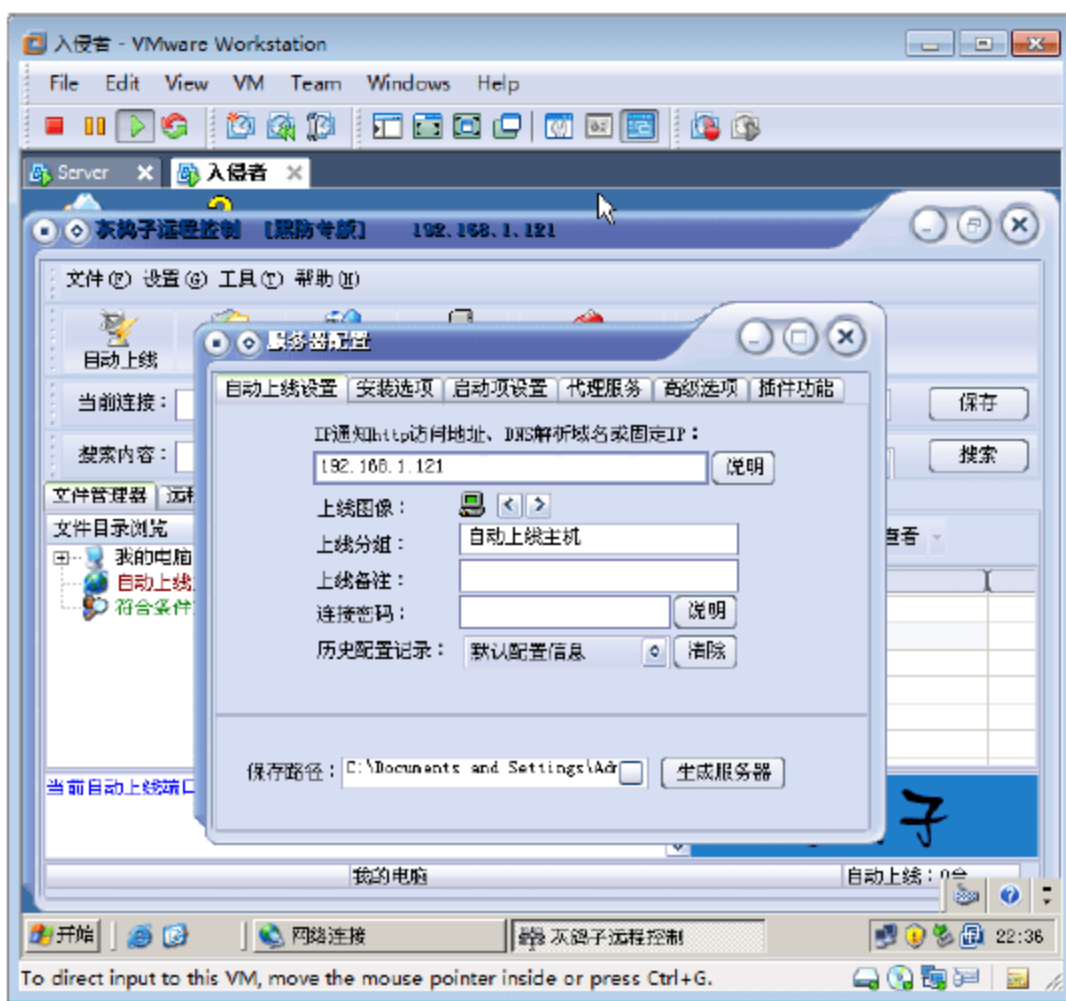 入侵者 - VMware Workstation
File Edit View VM Team Windows Help
Server 入侵者
灰鸽子远程控制 【黑防专版】 192.168.1.121
文件(F) 设置(G) 工具(T) 帮助(H)
自动上线
服务器配置
自动上线设置 安装选项 启动项设置 代理服务 高级选项 插件功能
当前连接： 保存
IP通知http访问地址、DNS解析域名或固定IP：
搜索内容： 搜索
192.168.1.121 说明
文件管理器 远程
上线图像： < >
文件目录浏览 查看
上线分组： 自动上线主机
我的电脑
自动上线
上线备注：
符合条件
连接密码： 说明
历史配置记录： 默认配置信息 清除
保存路径： C:\Documents and Settings\Adr 生成服务器
当前自动上线端口
子
我的电脑 自动上线：0台
开始 网络连接 灰鸽子远程控制 22:36
To direct input to this VM, move the mouse pointer inside or press Ctrl+G.